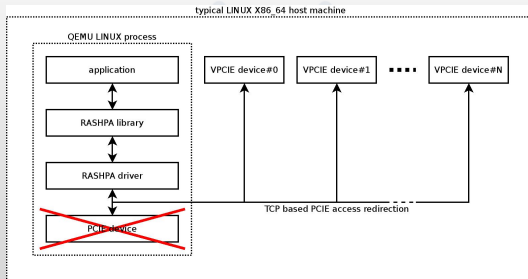 typical LINUX X86_64 host machine
QEMU LINUX process
application
VPCIE device#0
VPCIE device#1
VPCIE device#N
RASHPA library
RASHPA driver
TCP based PCIE access redirection
PCIE device